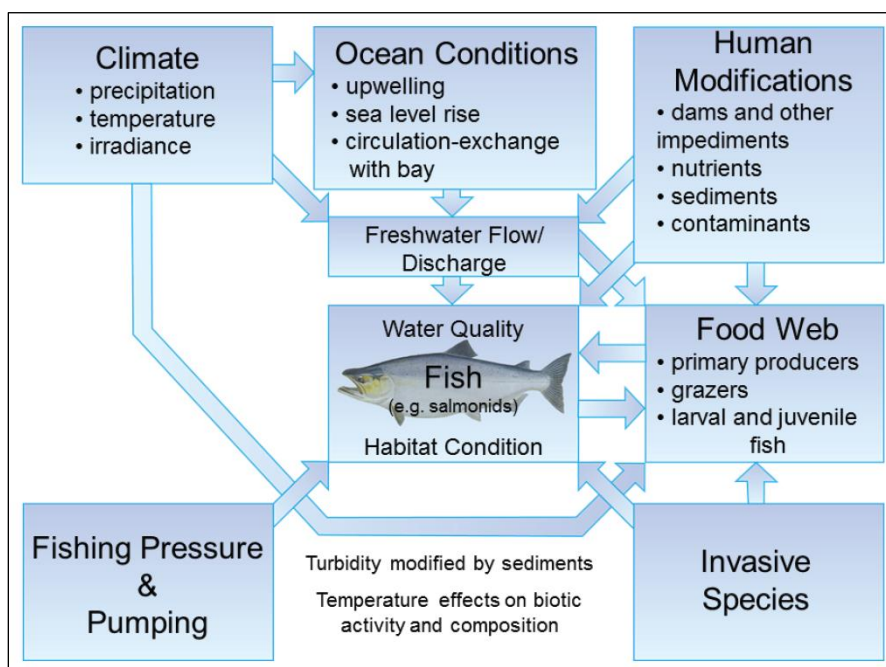 Climate
• precipitation
• temperature
• irradiance
Ocean Conditions
• upwelling
• sea level rise
• circulation-exchange
with bay
Human
Modifications
• dams and other
impediments
• nutrients
• sediments
• contaminants
Freshwater Flow/
Discharge
Water Quality
Fish
(e.g. salmonids)
Habitat Condition
Food Web
• primary producers
• grazers
• larval and juvenile
fish
Fishing Pressure
&
Pumping
Turbidity modified by sediments
Temperature effects on biotic
activity and composition
Invasive
Species